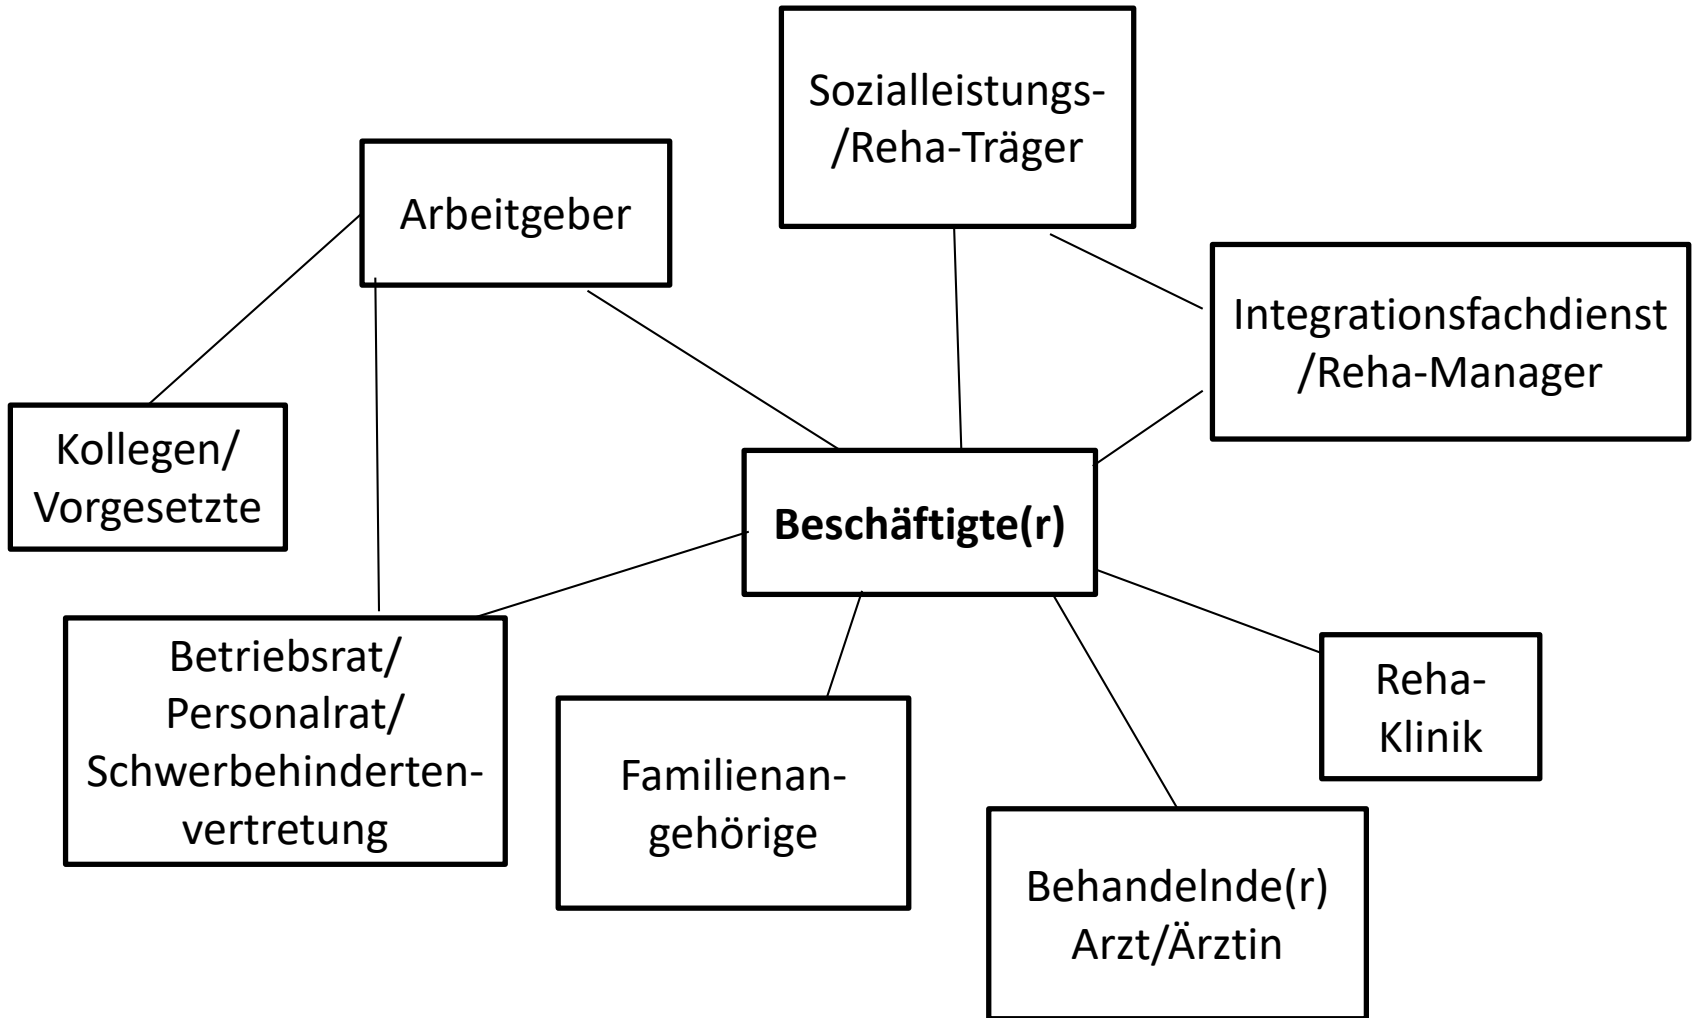 Sozialleistungs-
/Reha-Träger
Arbeitgeber
Integrationsfachdienst
/Reha-Manager
Kollegen/
Vorgesetzte
Beschäftigte(r)
Betriebsrat/
Personalrat/
Schwerbehinderten-
vertretung
Familienan-
gehörige
Reha-
Klinik
Behandelnde(r)
Arzt/Ärztin